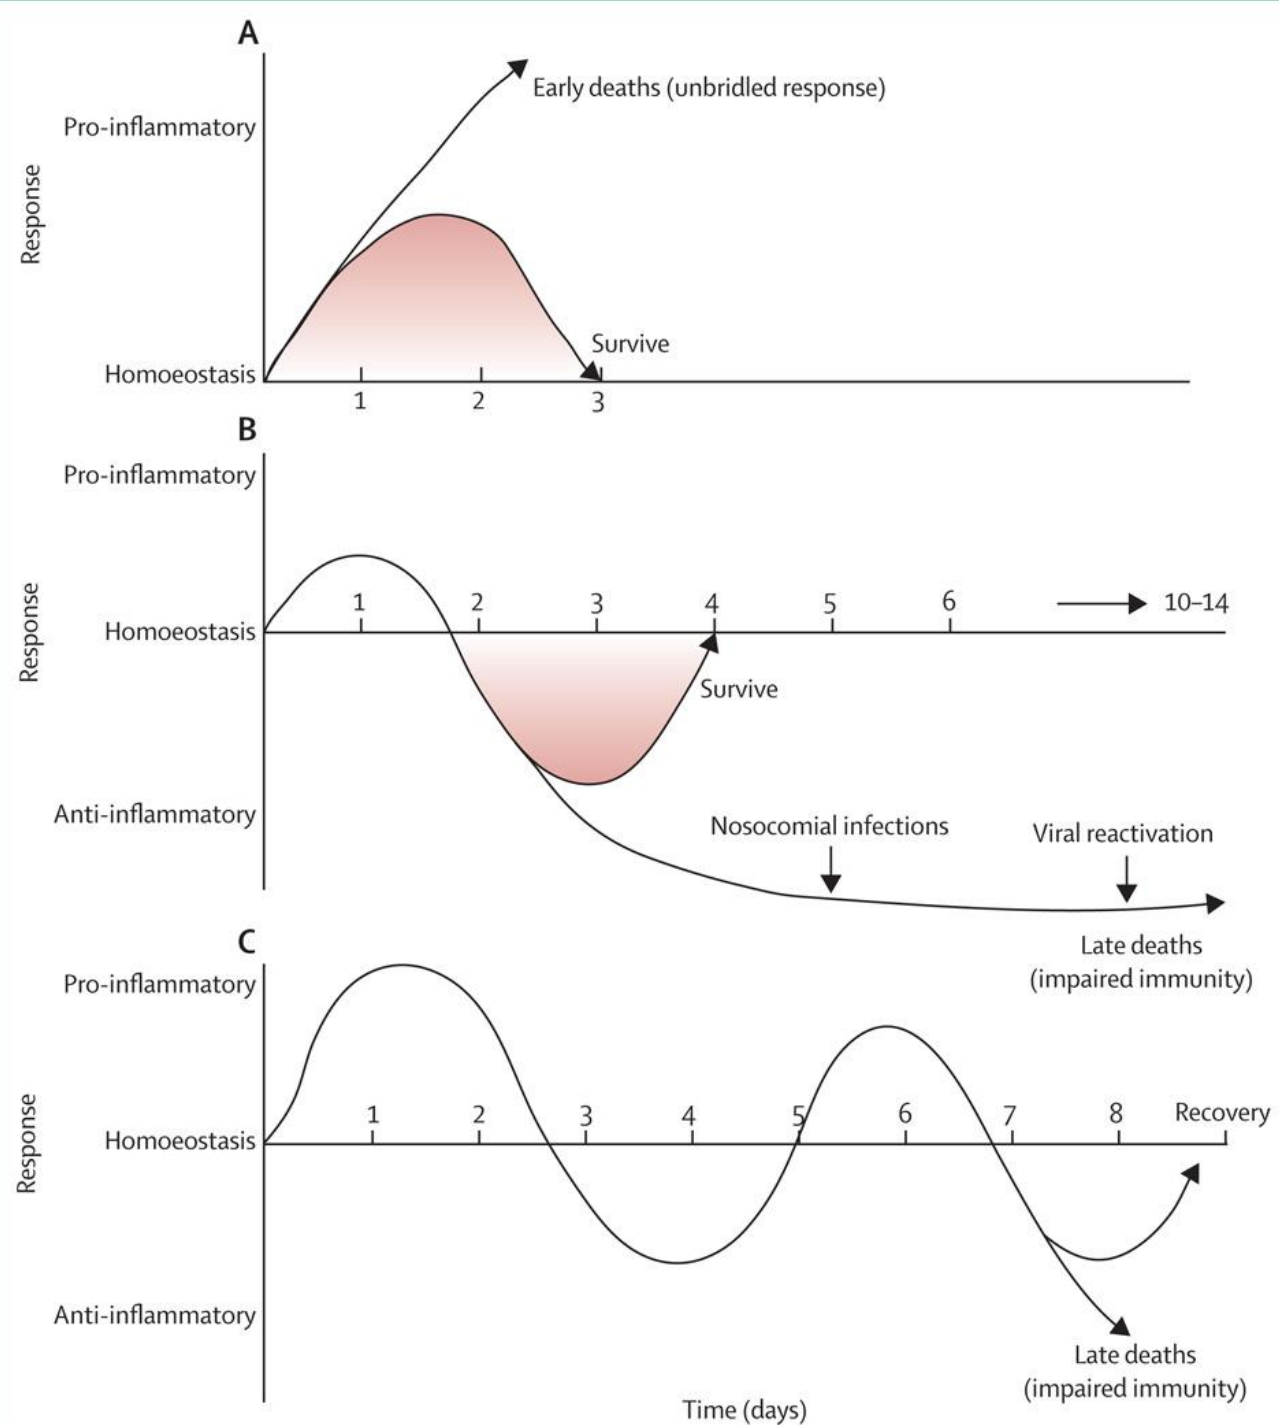 A
Early deaths (unbridled response)
Pro-inflammatory
Response
Survive
Homoeostasis
1 2 3
B
Pro-inflammatory
Response
1 2 3 4 5 6 10–14
Homoeostasis
Survive
Anti-inflammatory
Nosocomial infections
Viral reactivation
Late deaths
(impaired immunity)
C
Pro-inflammatory
Response
1 2 3 4 5 6 7 8 Recovery
Homoeostasis
Anti-inflammatory
Late deaths
(impaired immunity)
Time (days)